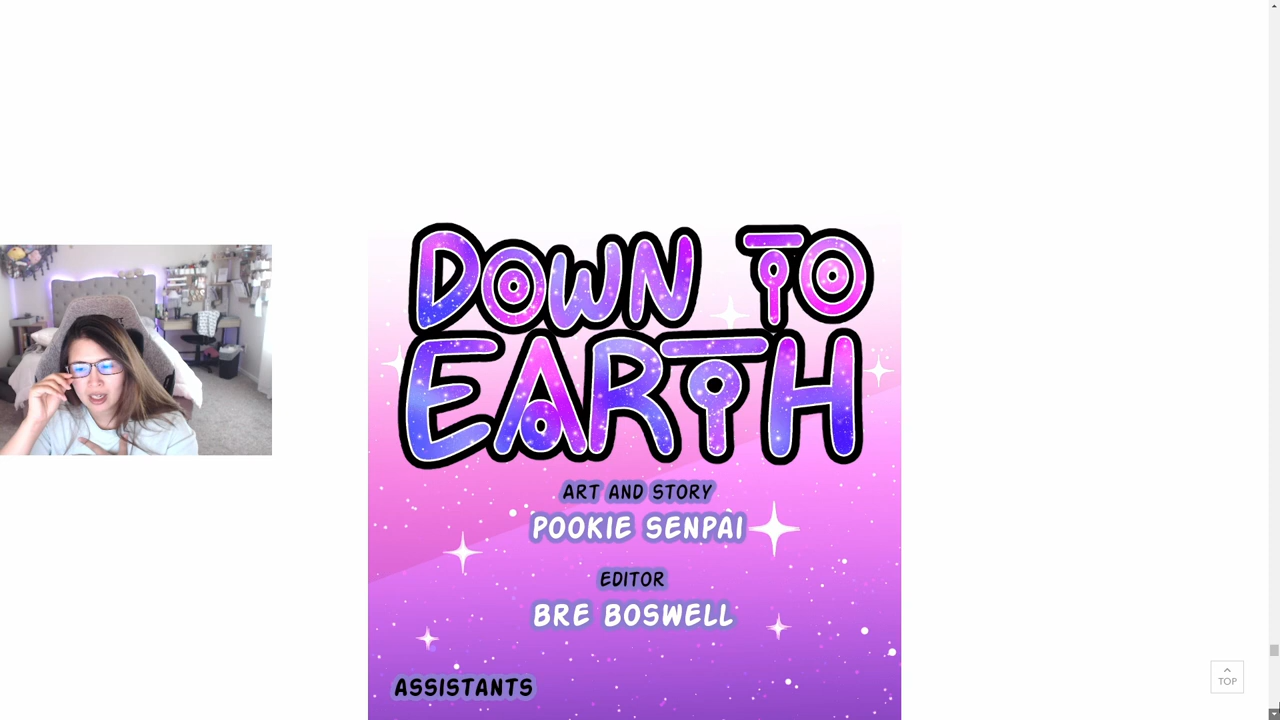 DOWN TO
EARTH
ART AND STORY
POOKIE SENPAI
EDITOR
BRE BOSWELL
ASSISTANTS
TOP